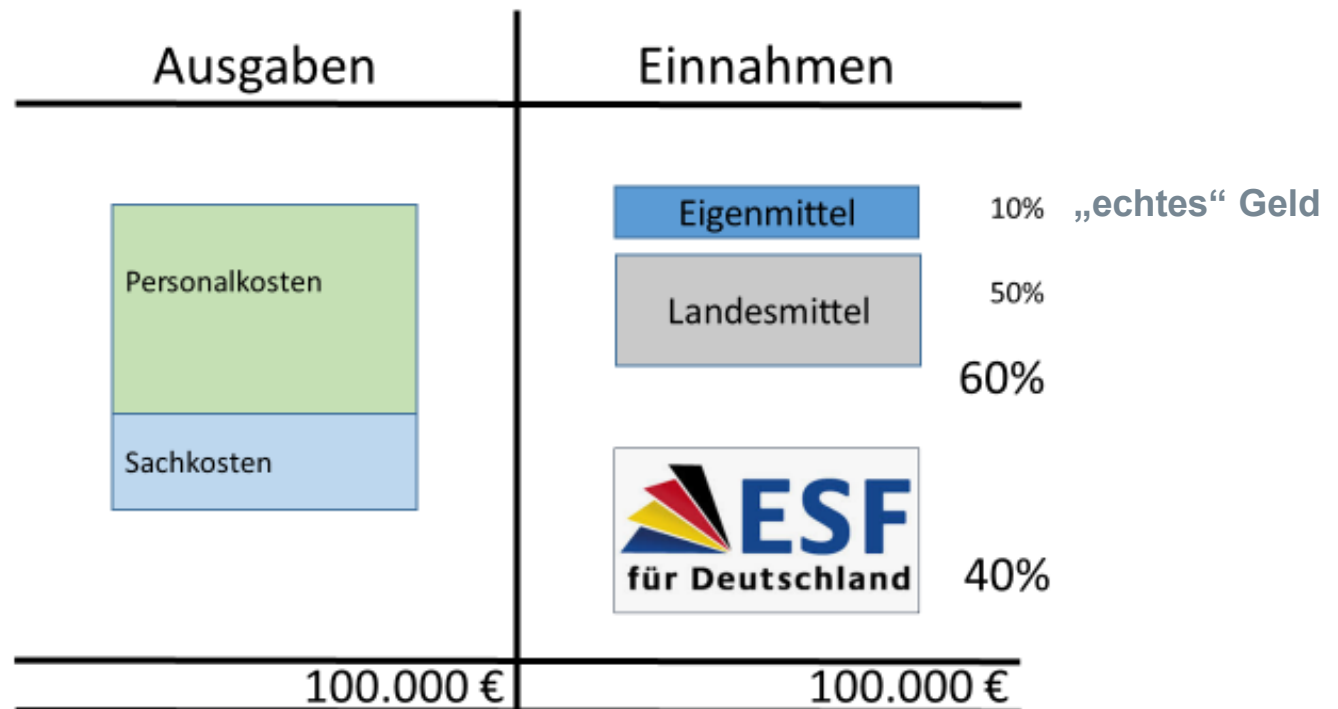 Ausgaben
Einnahmen
Personalkosten
Sachkosten
Eigenmittel
10%
„echtes“ Geld
Landesmittel
50%
60%
ESF
für Deutschland
40%
100.000 €
100.000 €